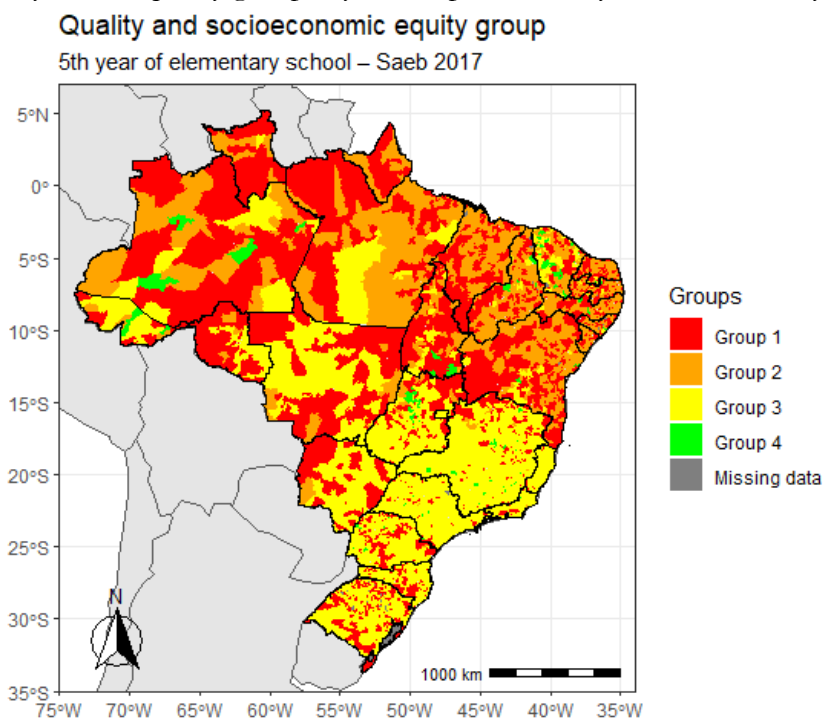 Quality and socioeconomic equity group
5th year of elementary school – Saeb 2017
5°N
0°
5°S
10°S
15°S
20°S
25°S
30°S
35°S
75°W 70°W 65°W 60°W 55°W 50°W 45°W 40°W 35°W
N
1000 km
Groups
Group 1
Group 2
Group 3
Group 4
Missing data